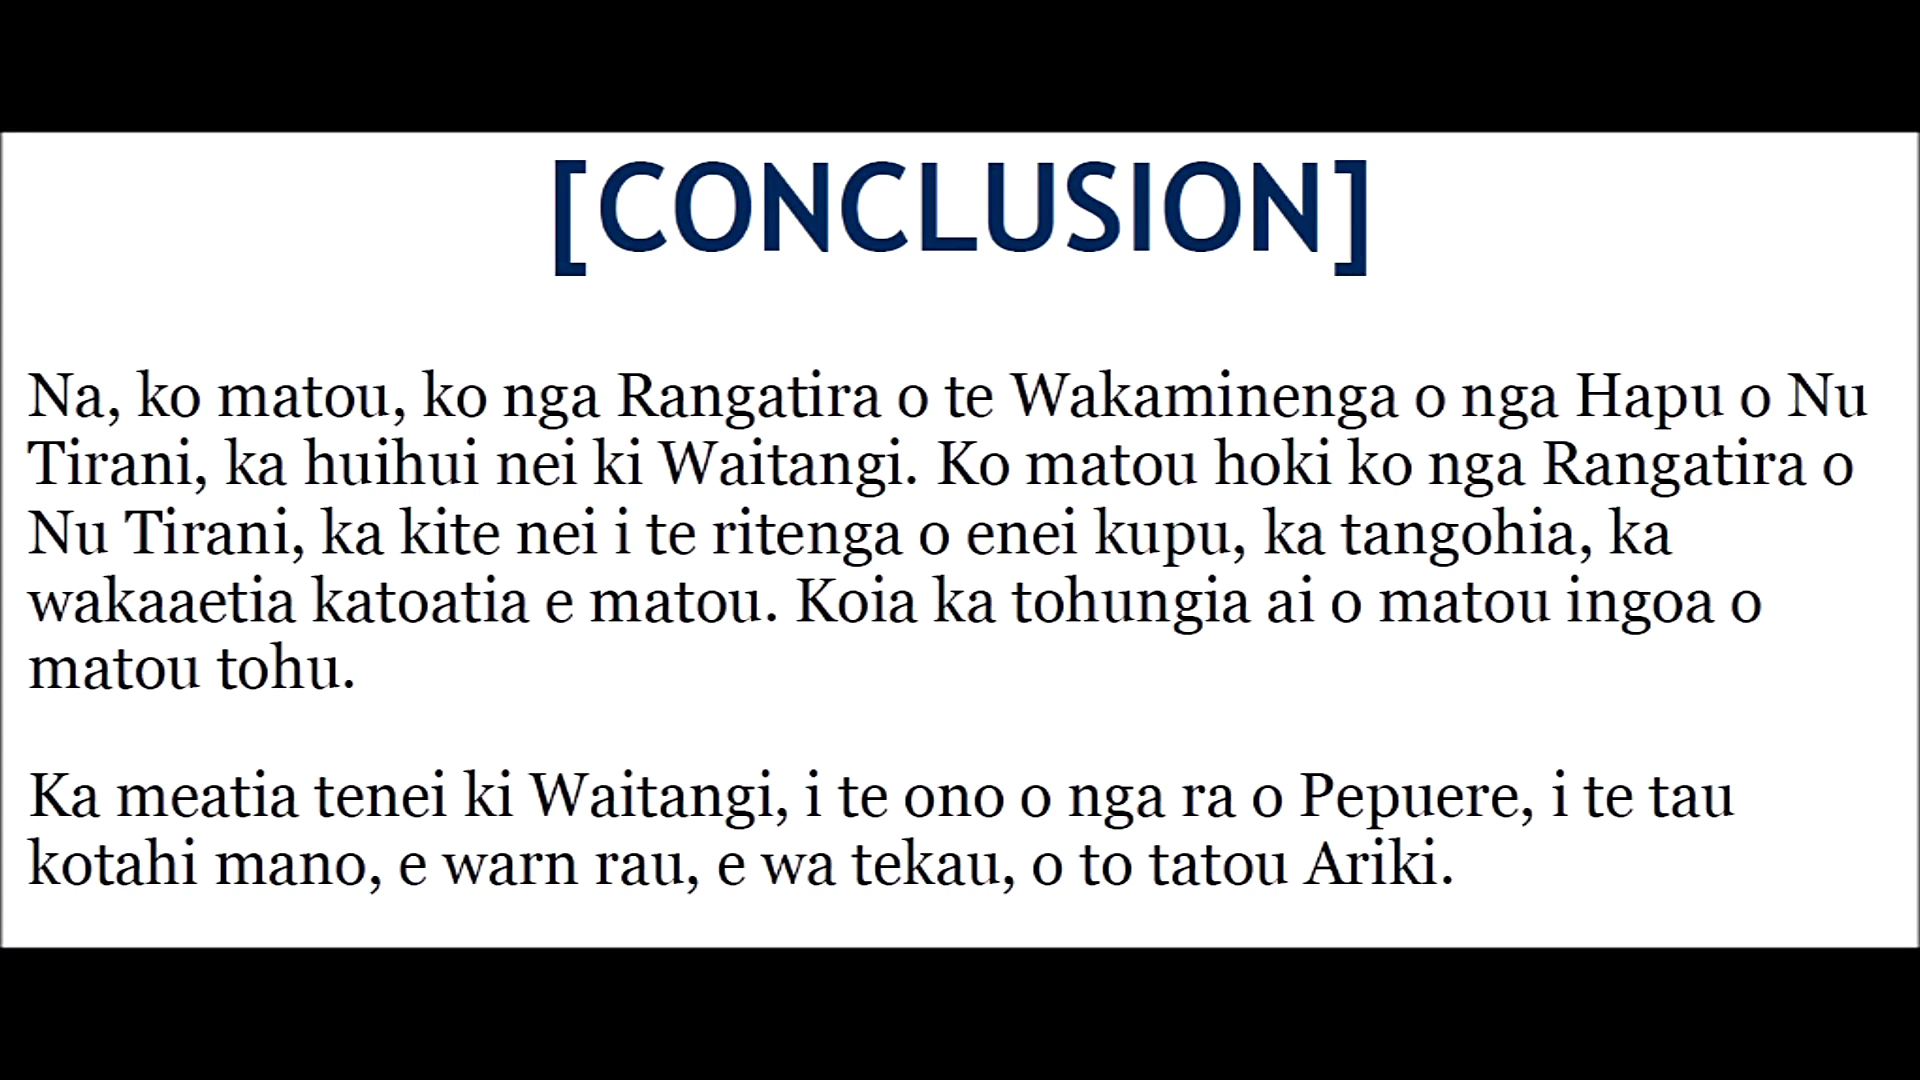 [CONCLUSION]
Na, ko matou, ko nga Rangatira o te Wakaminenga o nga Hapu o Nu
Tirani, ka huihui nei ki Waitangi. Ko matou hoki ko nga Rangatira o
Nu Tirani, ka kite nei i te ritenga o enei kupu, ka tangohia, ka
wakaaetia katoatia e matou. Koia ka tohungia ai o matou ingoa o
matou tohu.
Ka meatia tenei ki Waitangi, i te ono o nga ra o Pepuere, i te tau
kotahi mano, e warn rau, e wa tekau, o to tatou Ariki.